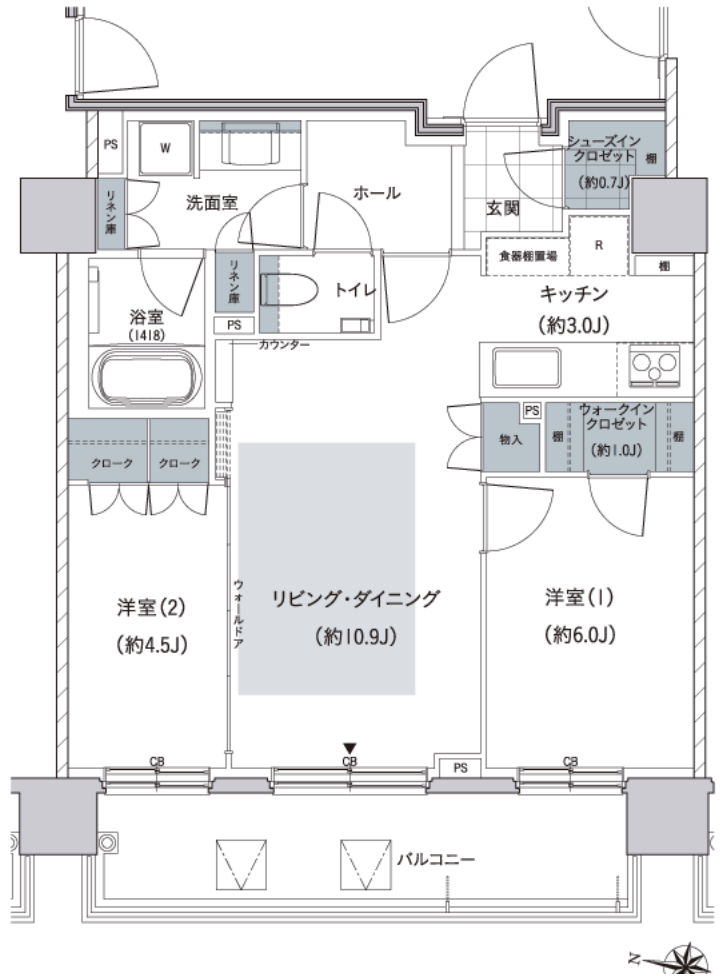 シューズイン
クロゼット
(約0.7J)
棚
PS
W
リネン庫
洗面室
ホール
玄関
食器棚置場
R
棚
リネン庫
トイレ
キッチン
(約3.0J)
浴室
(1418)
PS
カウンター
クローク
クローク
物入
PS
棚
ウォークイン
クロゼット
(約1.0J)
棚
ウォールドア
洋室(2)
(約4.5J)
リビング・ダイニング
(約10.9J)
洋室(1)
(約6.0J)
CB
CB
PS
CB
バルコニー
N